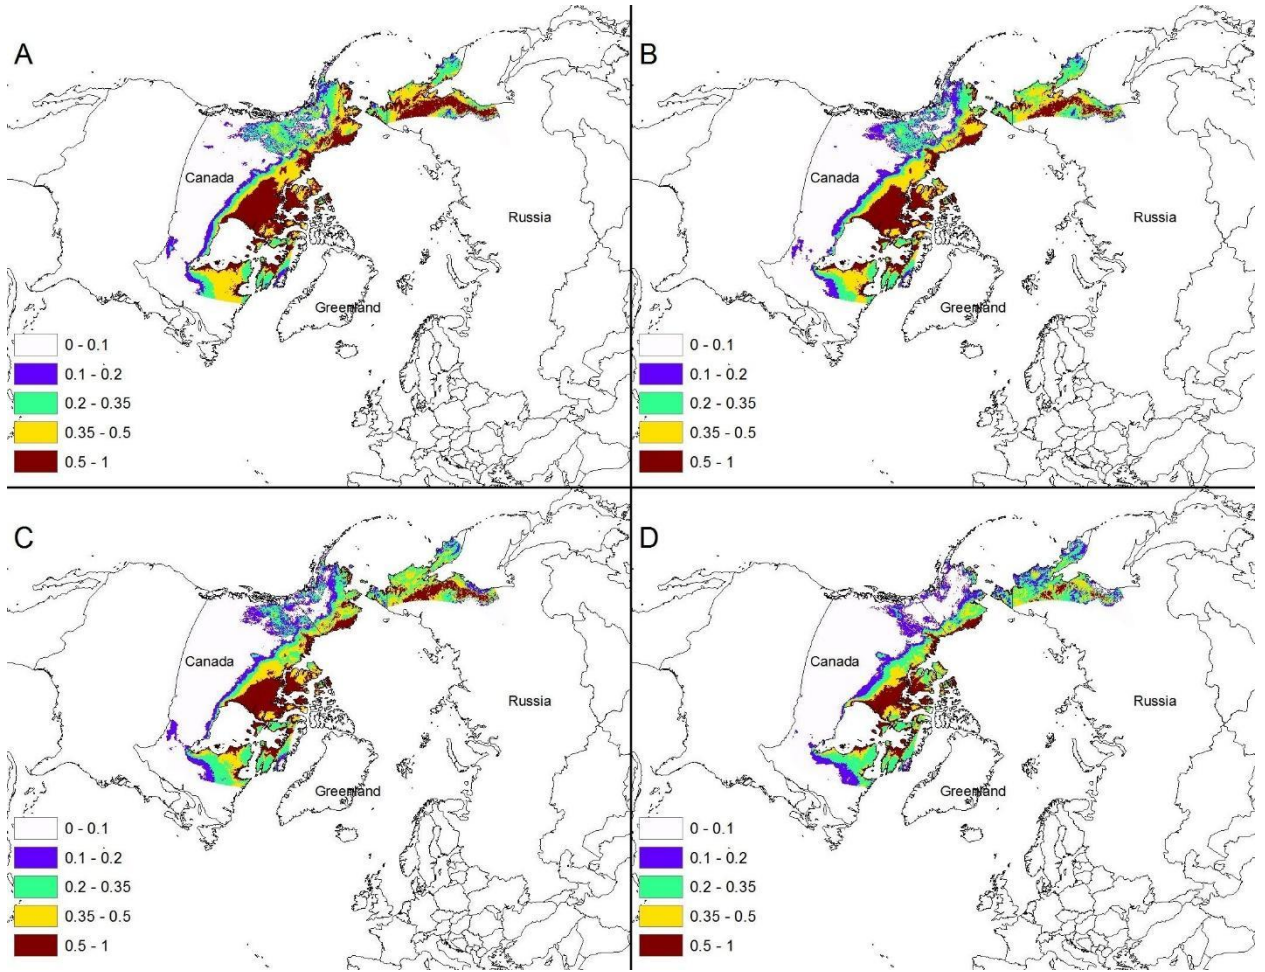 A
Canada
Russia
Greenland
0 - 0.1
0.1 - 0.2
0.2 - 0.35
0.35 - 0.5
0.5 - 1
B
Canada
Russia
Greenland
0 - 0.1
0.1 - 0.2
0.2 - 0.35
0.35 - 0.5
0.5 - 1
C
Canada
Russia
Greenland
0 - 0.1
0.1 - 0.2
0.2 - 0.35
0.35 - 0.5
0.5 - 1
D
Canada
Russia
Greenland
0 - 0.1
0.1 - 0.2
0.2 - 0.35
0.35 - 0.5
0.5 - 1